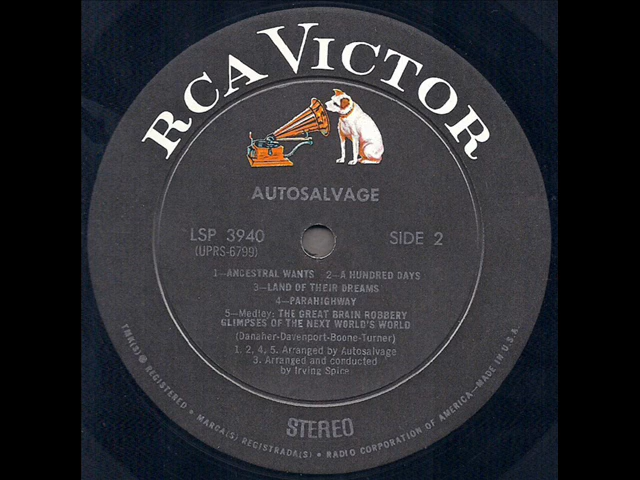 RCA VICTOR
AUTOSALVAGE
LSP 3940
(UPRS-6799)
SIDE 2
1—ANCESTRAL WANTS 2—A HUNDRED DAYS
3—LAND OF THEIR DREAMS
4—PARAHIGHWAY
5—Medley: THE GREAT BRAIN ROBBERY
GLIMPSES OF THE NEXT WORLD'S WORLD
(Danaher-Davenport-Boone-Turner)
1, 2, 4, 5. Arranged by Autosalvage
3. Arranged and conducted
by Irving Spice
STEREO
TMK(S) ® REGISTERED • MARCA(S) REGISTRADA(S) • RADIO CORPORATION OF AMERICA—MADE IN U.S.A.